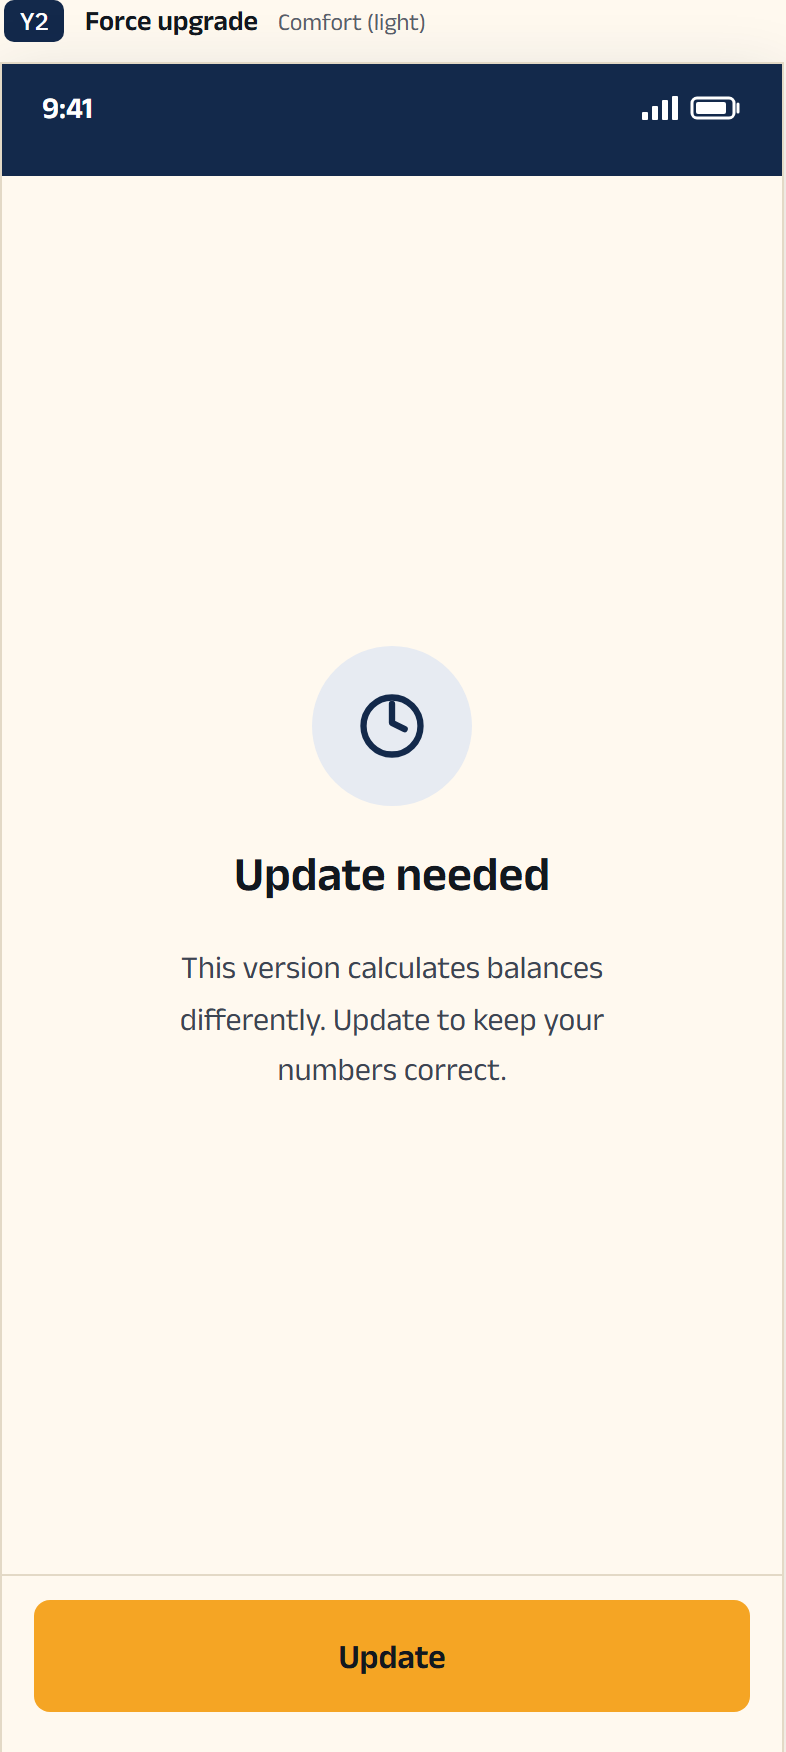 Y2 Force upgrade Comfort (light)
9:41
Update needed
This version calculates balances
differently. Update to keep your
numbers correct.
Update